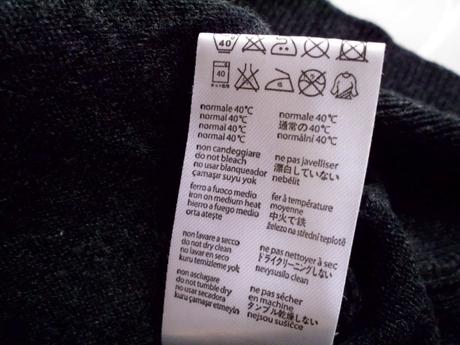 40
40
normale 40℃
normal 40℃
normal 40℃
normal 40℃
non candeggiare
do not bleach
no usar blanqueador
çamaşır suyu yok
ferro a fuoco medio
iron on medium heat
hierro a fuego medio
orta ateşte
non lavare a secco
do not dry clean
no lavar en seco
kuru temizleme yok
non asciugare
do not tumble dry
no usar secadora
kuru çamaşır etmeyin
normale 40℃
通常の 40℃
normální 40℃
ne pas javelliser
漂白していない
nebělit
fer à température
moyenne
中火で鉄
železo na střední teplotě
ne pas nettoyer à sec
ドライクリーニングしない
nevysusilo clean
ne pas sécher
en machine
タンブル乾燥しない
nejsou sušičce